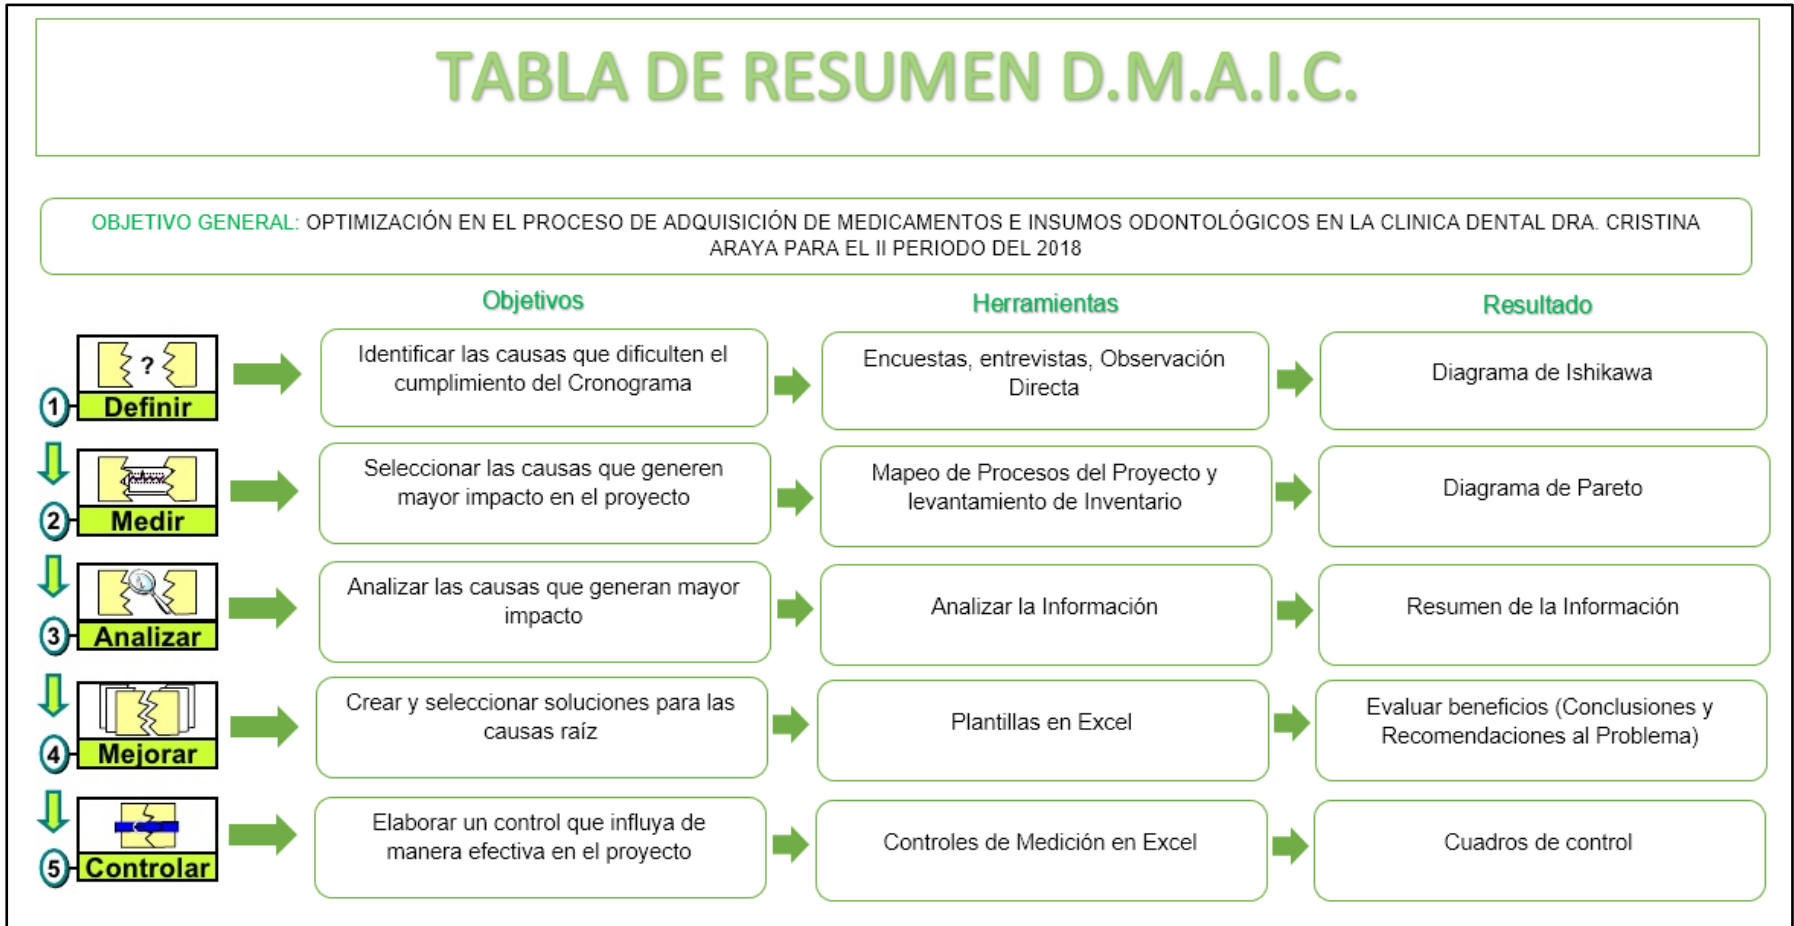 TABLA DE RESUMEN D.M.A.I.C.
OBJETIVO GENERAL: OPTIMIZACIÓN EN EL PROCESO DE ADQUISICIÓN DE MEDICAMENTOS E INSUMOS ODONTOLÓGICOS EN LA CLINICA DENTAL DRA. CRISTINA
ARAYA PARA EL II PERIODO DEL 2018
Objetivos
Herramientas
Resultado
?
1
Definir
Identificar las causas que dificulten el
cumplimiento del Cronograma
Encuestas, entrevistas, Observación
Directa
Diagrama de Ishikawa
2
Medir
Seleccionar las causas que generen
mayor impacto en el proyecto
Mapeo de Procesos del Proyecto y
levantamiento de Inventario
Diagrama de Pareto
3
Analizar
Analizar las causas que generan mayor
impacto
Analizar la Información
Resumen de la Información
4
Mejorar
Crear y seleccionar soluciones para las
causas raíz
Plantillas en Excel
Evaluar beneficios (Conclusiones y
Recomendaciones al Problema)
5
Controlar
Elaborar un control que influya de
manera efectiva en el proyecto
Controles de Medición en Excel
Cuadros de control